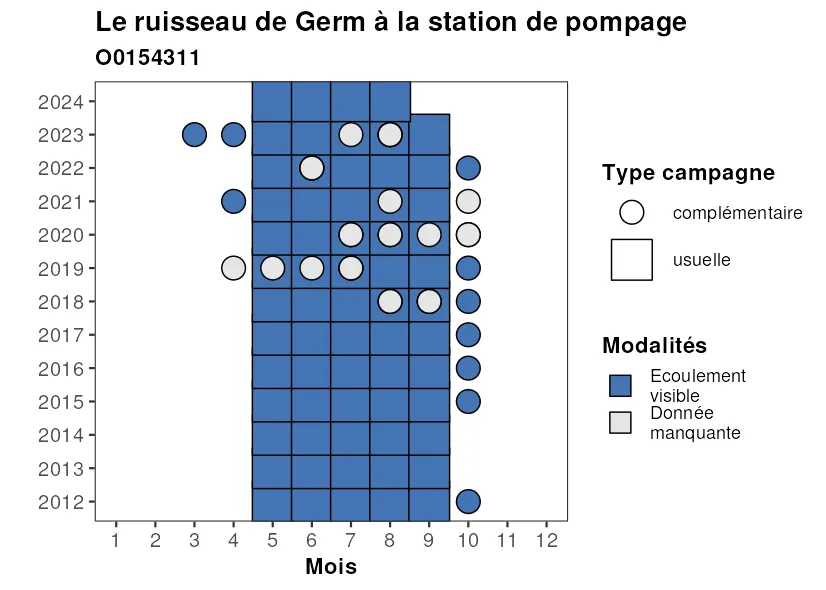 Le ruisseau de Germ à la station de pompage
O0154311
2024
2023
2022
2021
2020
2019
2018
2017
2016
2015
2014
2013
2012
1 2 3 4 5 6 7 8 9 10 11 12
Mois
Type campagne
complémentaire
usuelle
Modalités
Ecoulement
visible
Donnée
manquante